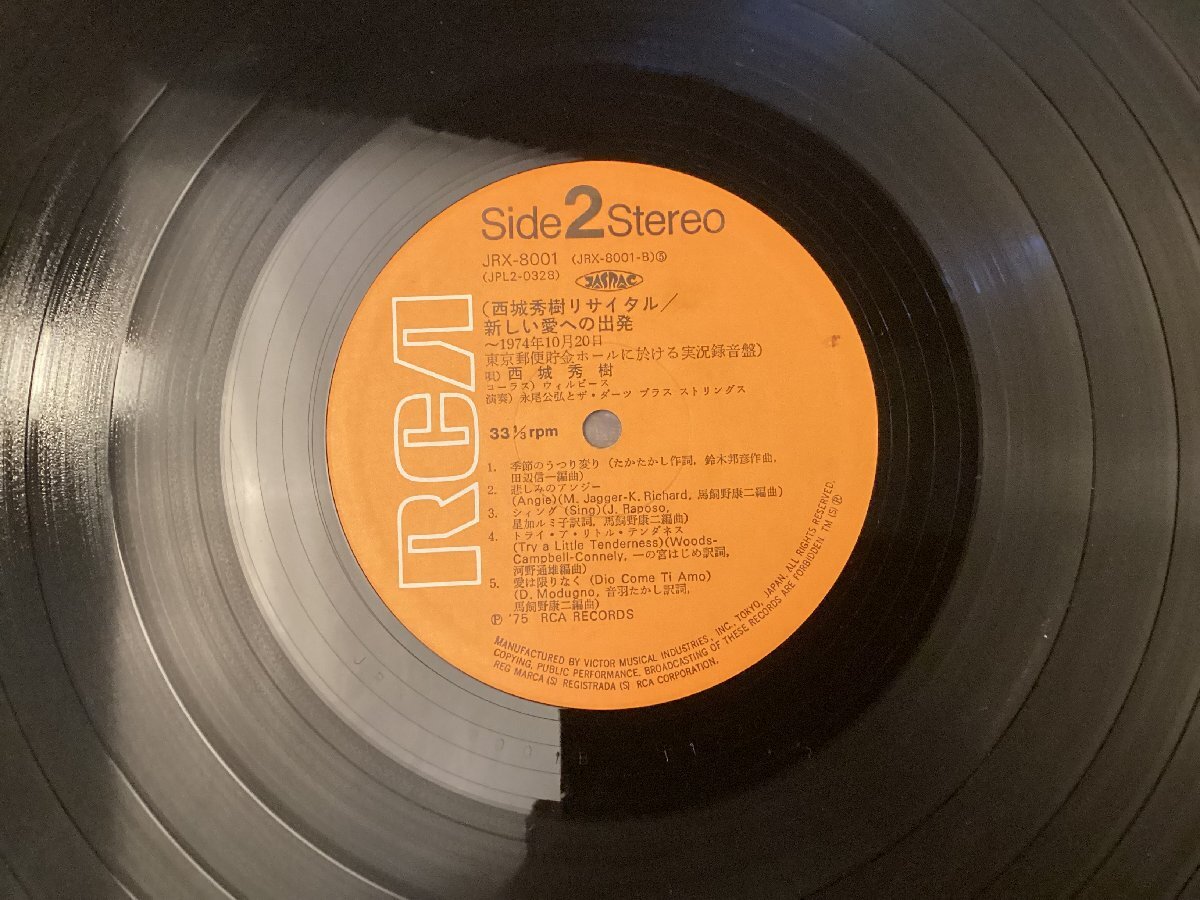 Side 2 Stereo
JRX-8001 (JRX-8001-B)⑤
(JPL2-0328) JASRAC
RCA
(西城秀樹リサイタル/
新しい愛への出発
〜1974年10月20日
東京郵便貯金ホールに於ける実況録音盤)
唄)西城秀樹
コーラス)ウィルビース
演奏)永尾公弘とザ・ダーツ プラス ストリングス
33 1/3 rpm
1. 季節のうつり変り(たかたかし作詞, 鈴木邦彦作曲,
田辺信一編曲)
2. 悲しみのアンジー
(Angie)(M. Jagger-K. Richard, 馬飼野康二編曲)
3. シィング (Sing)(J. Raposo,
星加ルミ子訳詞, 馬飼野康二編曲)
4. トライ・ア・リトル・テンダネス
(Try a Little Tenderness)(Woods-
Campbell-Connely, 一の宮はじめ訳詞,
河野通雄編曲)
5. 愛は限りなく (Dio Come Ti Amo)
(D. Modugno, 音羽たかし訳詞,
馬飼野康二編曲)
Ⓟ '75 RCA RECORDS
MANUFACTURED BY VICTOR MUSICAL INDUSTRIES, INC., TOKYO, JAPAN. ALL RIGHTS RESERVED.
COPYING, PUBLIC PERFORMANCE, BROADCASTING OF THESE RECORDS ARE FORBIDDEN TM (S) Ⓟ
REG MARCA (S) REGISTRADA (S) RCA CORPORATION.